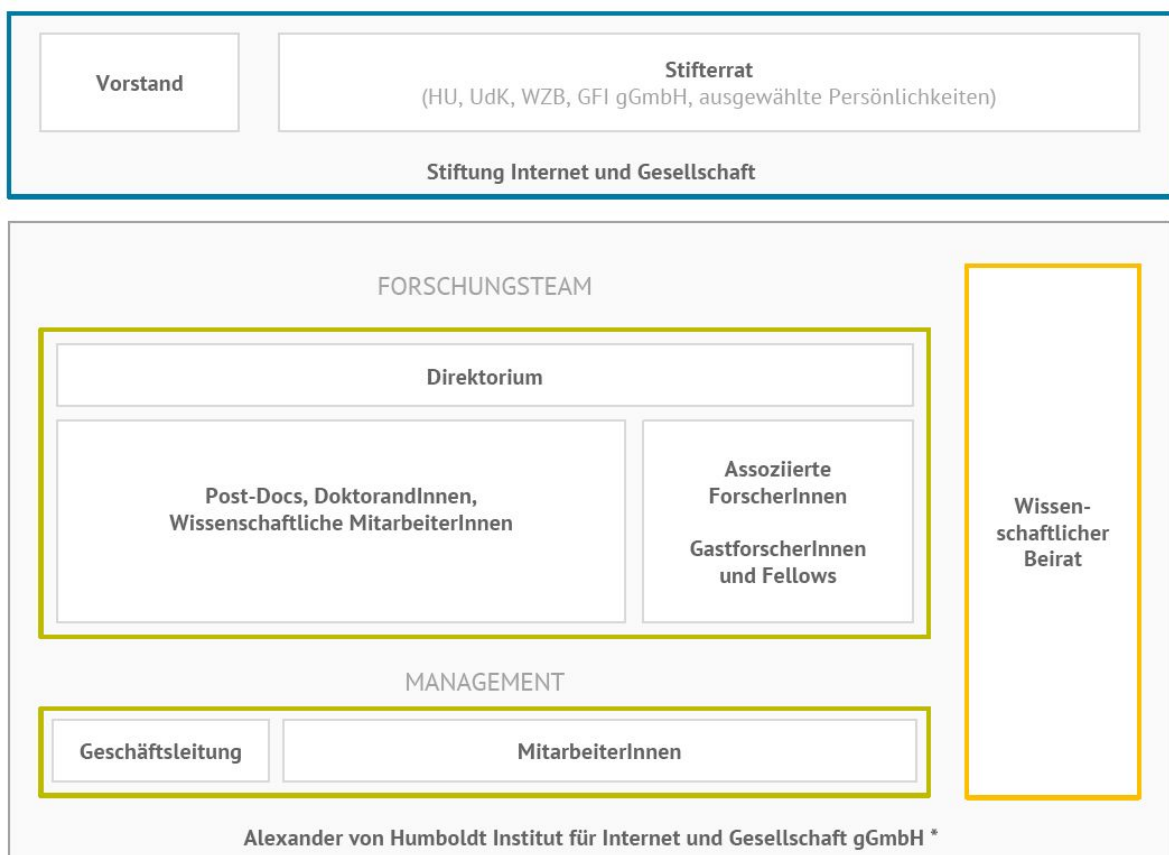 Vorstand
Stifterrat
(HU, UdK, WZB, GFI gGmbH, ausgewählte Persönlichkeiten)
Stiftung Internet und Gesellschaft
FORSCHUNGSTEAM
Direktorium
Post-Docs, DoktorandInnen,
Wissenschaftliche MitarbeiterInnen
Assoziierte
ForscherInnen
GastforscherInnen
und Fellows
Wissen-
schaftlicher
Beirat
MANAGEMENT
Geschäftsleitung
MitarbeiterInnen
Alexander von Humboldt Institut für Internet und Gesellschaft gGmbH *